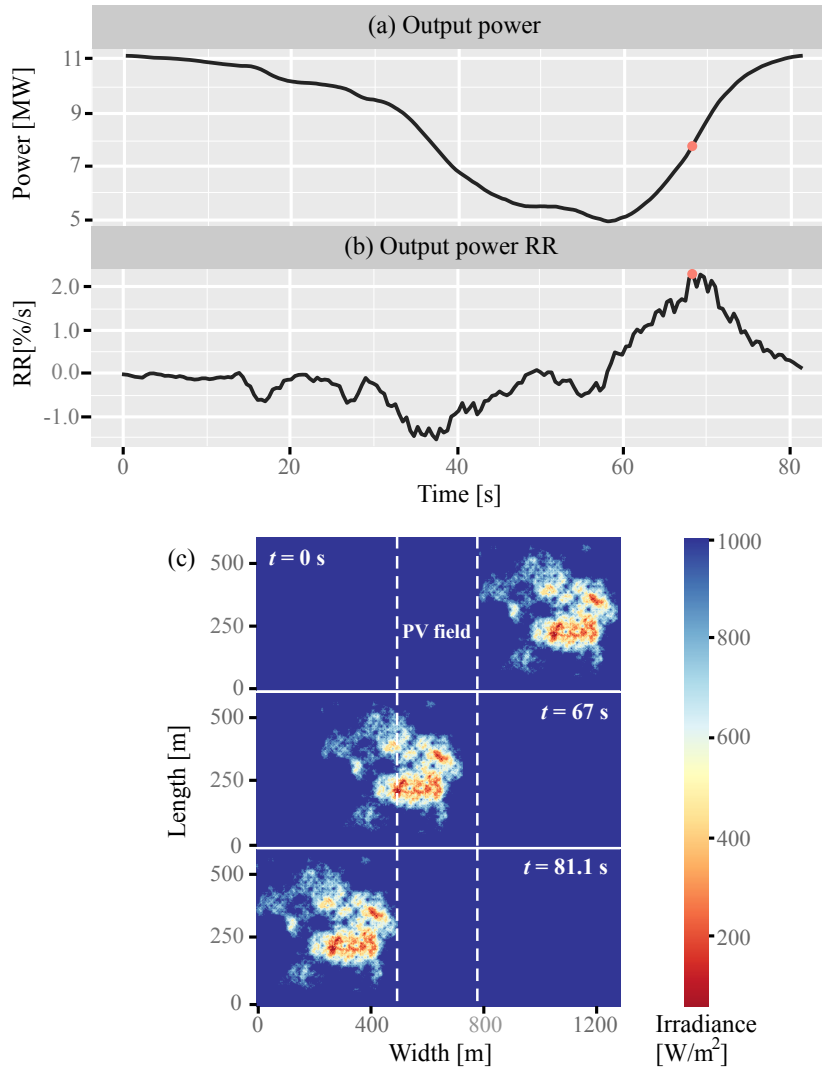 (a) Output power
11
9
7
5
Power [MW]
(b) Output power RR
2.0
1.0
0.0
-1.0
RR[%/s]
0
20
40
60
80
Time [s]
(c)
t = 0 s
PV field
t = 67 s
t = 81.1 s
500
250
0
500
250
0
500
250
0
Length [m]
0
400
800
1200
Width [m]
1000
800
600
400
200
Irradiance
[W/m²]